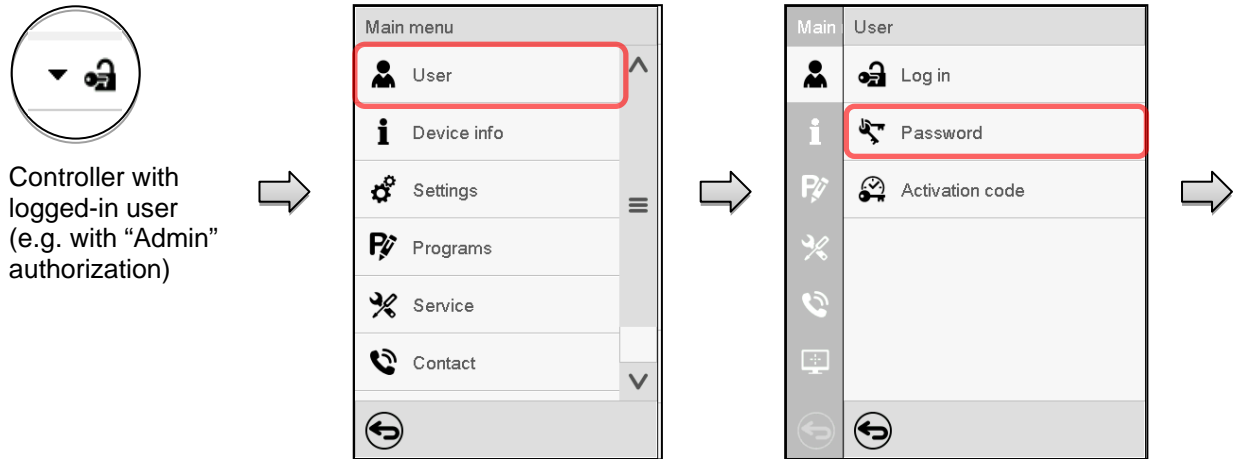 Controller with
logged-in user
(e.g. with “Admin”
authorization)
Main menu
User
Device info
Settings
Programs
Service
Contact
Main
User
Log in
Password
Activation code